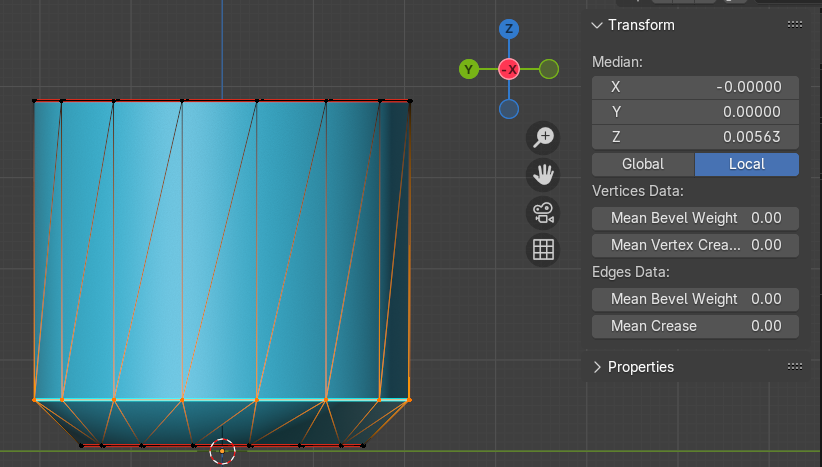 Transform
Median:
X -0.00000
Y 0.00000
Z 0.00563
Global Local
Vertices Data:
Mean Bevel Weight 0.00
Mean Vertex Crea... 0.00
Edges Data:
Mean Bevel Weight 0.00
Mean Crease 0.00
Properties
Z
Y -X